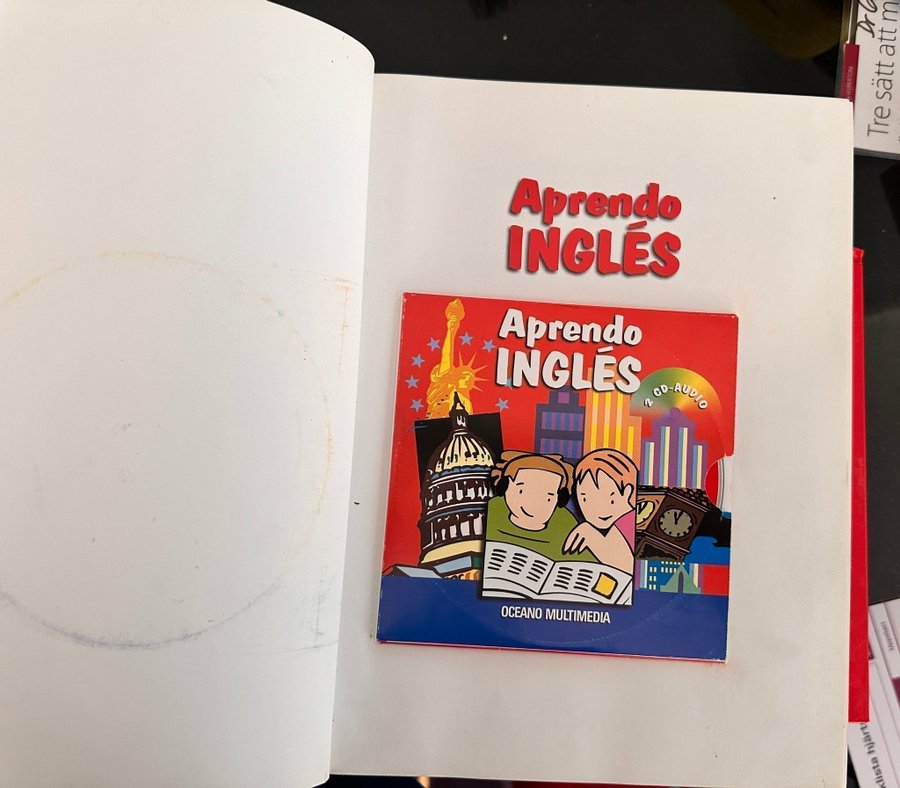 Aprendo
INGLÉS
Aprendo
INGLÉS
2 CD-AUDIO
OCEANO MULTIMEDIA
Tre sätt att